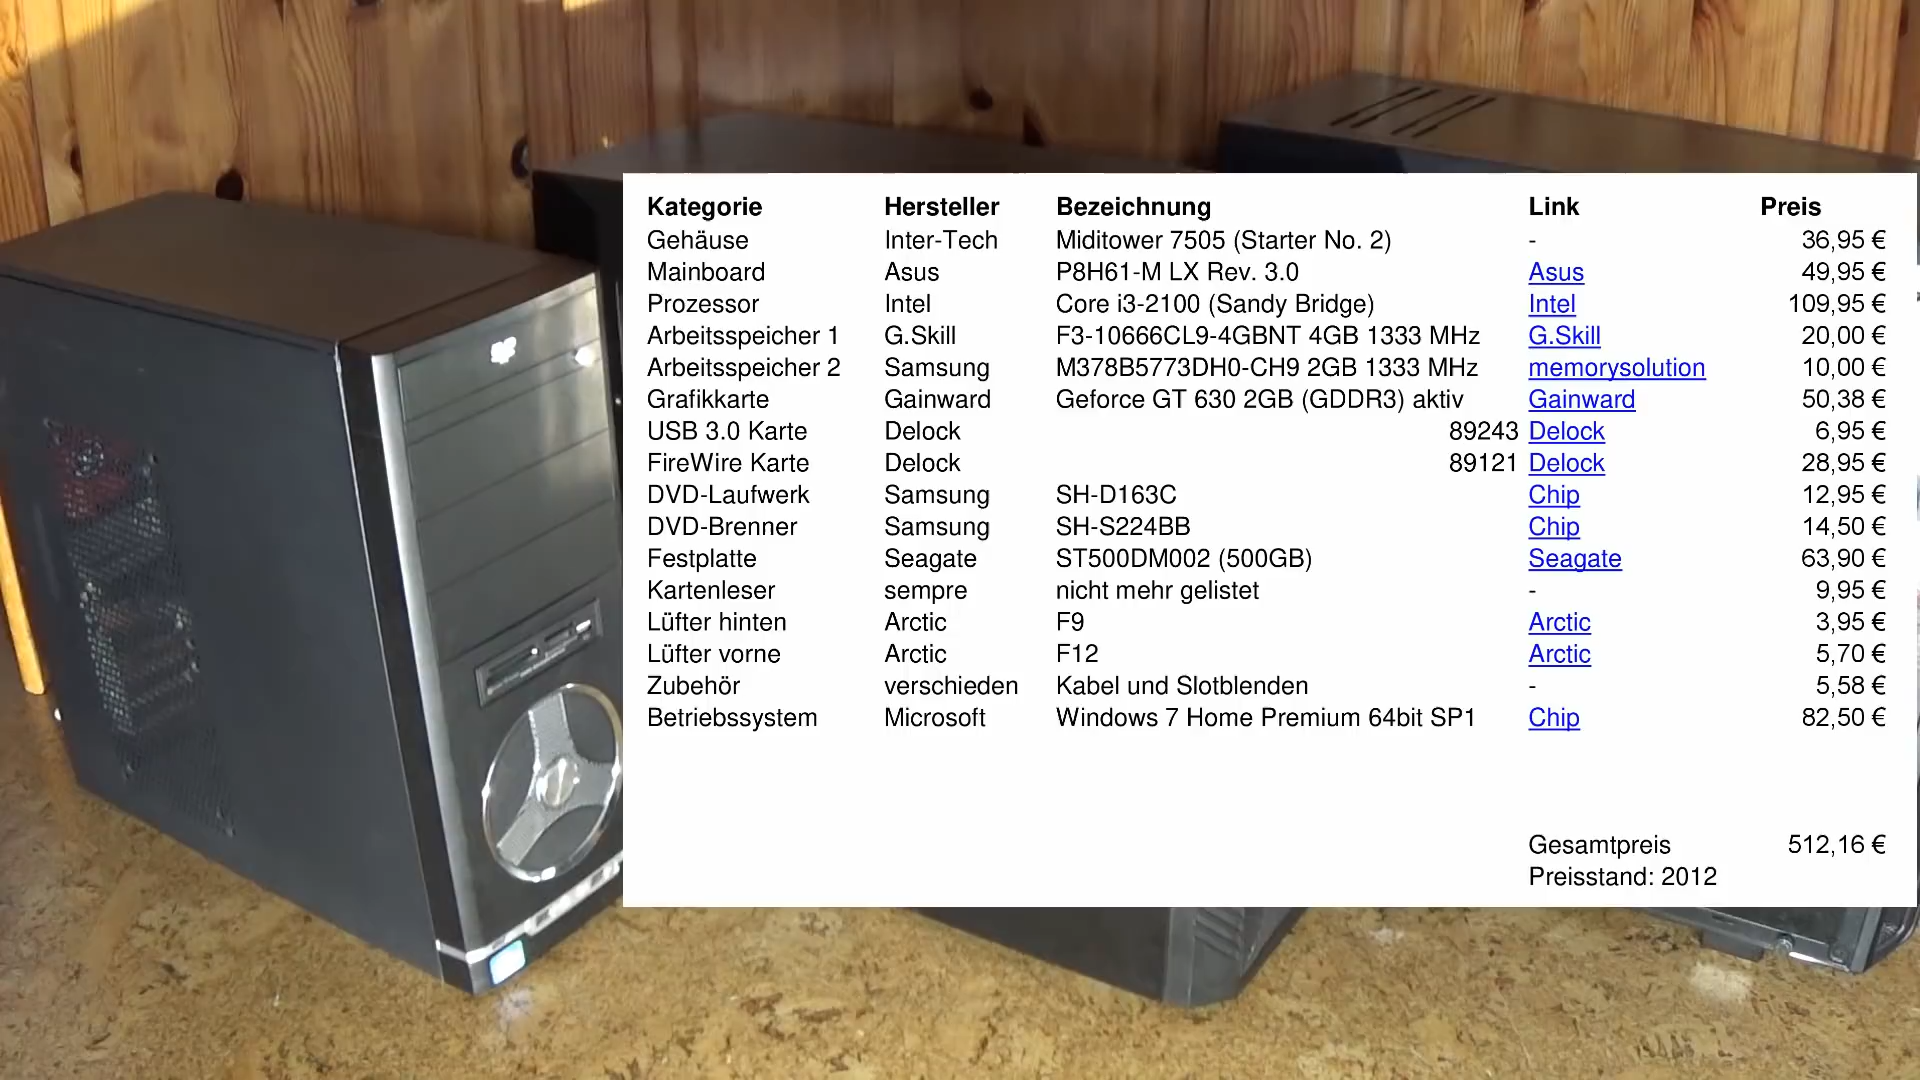 Kategorie Hersteller Bezeichnung Link Preis
Gehäuse Inter-Tech Miditower 7505 (Starter No. 2) - 36,95 €
Mainboard Asus P8H61-M LX Rev. 3.0 Asus 49,95 €
Prozessor Intel Core i3-2100 (Sandy Bridge) Intel 109,95 €
Arbeitsspeicher 1 G.Skill F3-10666CL9-4GBNT 4GB 1333 MHz G.Skill 20,00 €
Arbeitsspeicher 2 Samsung M378B5773DH0-CH9 2GB 1333 MHz memorysolution 10,00 €
Grafikkarte Gainward Geforce GT 630 2GB (GDDR3) aktiv Gainward 50,38 €
USB 3.0 Karte Delock 89243 Delock 6,95 €
FireWire Karte Delock 89121 Delock 28,95 €
DVD-Laufwerk Samsung SH-D163C Chip 12,95 €
DVD-Brenner Samsung SH-S224BB Chip 14,50 €
Festplatte Seagate ST500DM002 (500GB) Seagate 63,90 €
Kartenleser sempre nicht mehr gelistet - 9,95 €
Lüfter hinten Arctic F9 Arctic 3,95 €
Lüfter vorne Arctic F12 Arctic 5,70 €
Zubehör verschieden Kabel und Slotblenden - 5,58 €
Betriebssystem Microsoft Windows 7 Home Premium 64bit SP1 Chip 82,50 €
Gesamtpreis 512,16 €
Preisstand: 2012